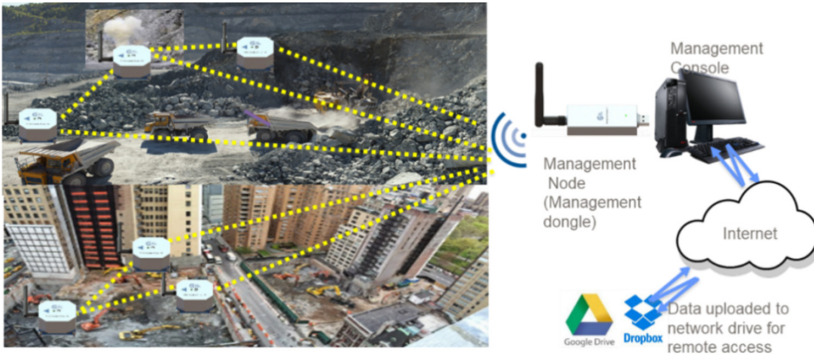 Management
Console
Management
Node
(Management
dongle)
Internet
Google Drive
Dropbox
Data uploaded to
network drive for
remote access